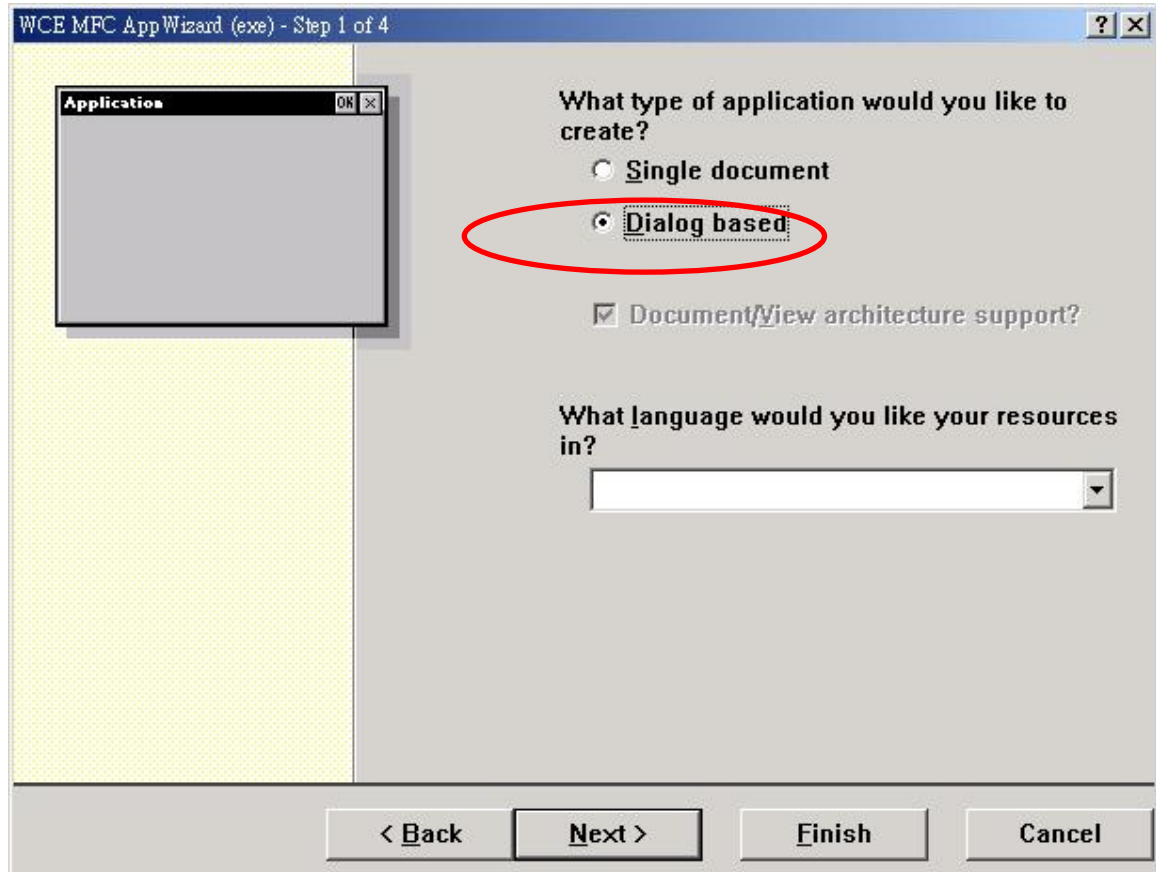 WCE MFC AppWizard (exe) - Step 1 of 4
Application
OK
What type of application would you like to
create?
Single document
Dialog based
Document/View architecture support?
What language would you like your resources
in?
< Back
Next >
Finish
Cancel